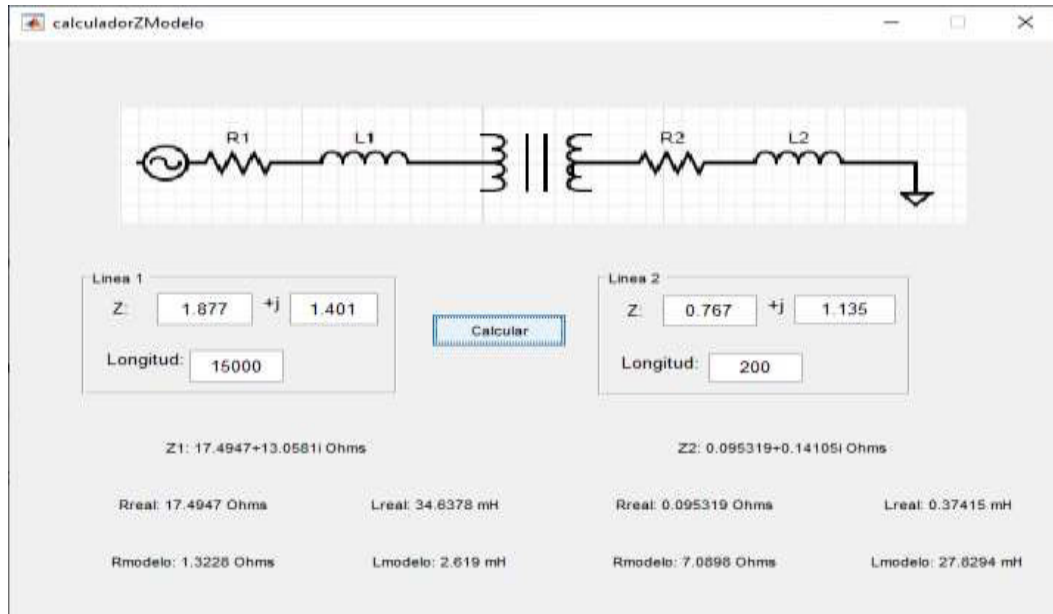 calculadorZModelo
R1 L1 R2 L2
Linea 1
Z: 1.877 +j 1.401
Longitud: 15000
Calcular
Linea 2
Z: 0.767 +j 1.135
Longitud: 200
Z1: 17.4947+13.0581i Ohms Z2: 0.095319+0.14105i Ohms
Rreal: 17.4947 Ohms Lreal: 34.6378 mH Rreal: 0.095319 Ohms Lreal: 0.37415 mH
Rmodelo: 1.3228 Ohms Lmodelo: 2.619 mH Rmodelo: 7.0898 Ohms Lmodelo: 27.8294 mH